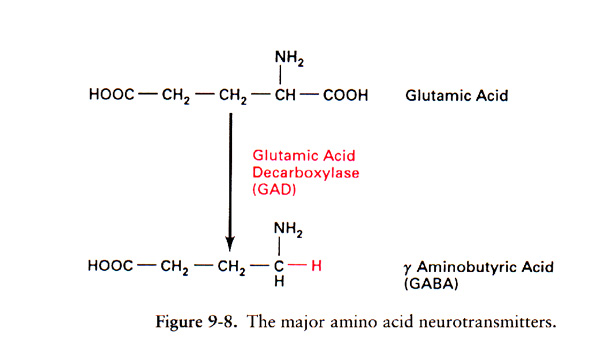 NH2
HOOC — CH2 — CH2 — CH — COOH Glutamic Acid
Glutamic Acid
Decarboxylase
(GAD)
NH2
HOOC — CH2 — CH2 — C — H γ Aminobutyric Acid
H (GABA)
Figure 9-8. The major amino acid neurotransmitters.